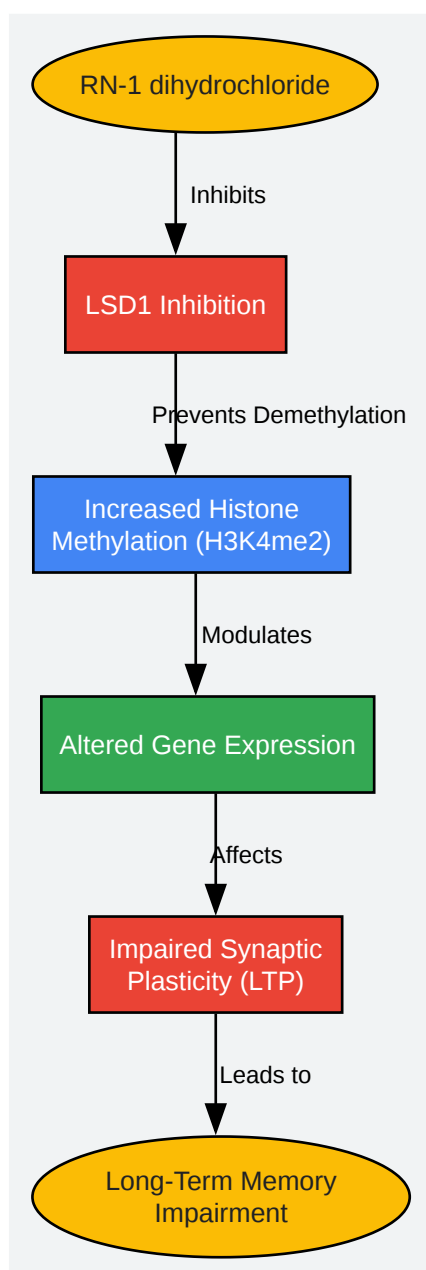 RN-1 dihydrochloride
Inhibits
LSD1 Inhibition
Prevents Demethylation
Increased Histone
Methylation (H3K4me2)
Modulates
Altered Gene Expression
Affects
Impaired Synaptic
Plasticity (LTP)
Leads to
Long-Term Memory
Impairment